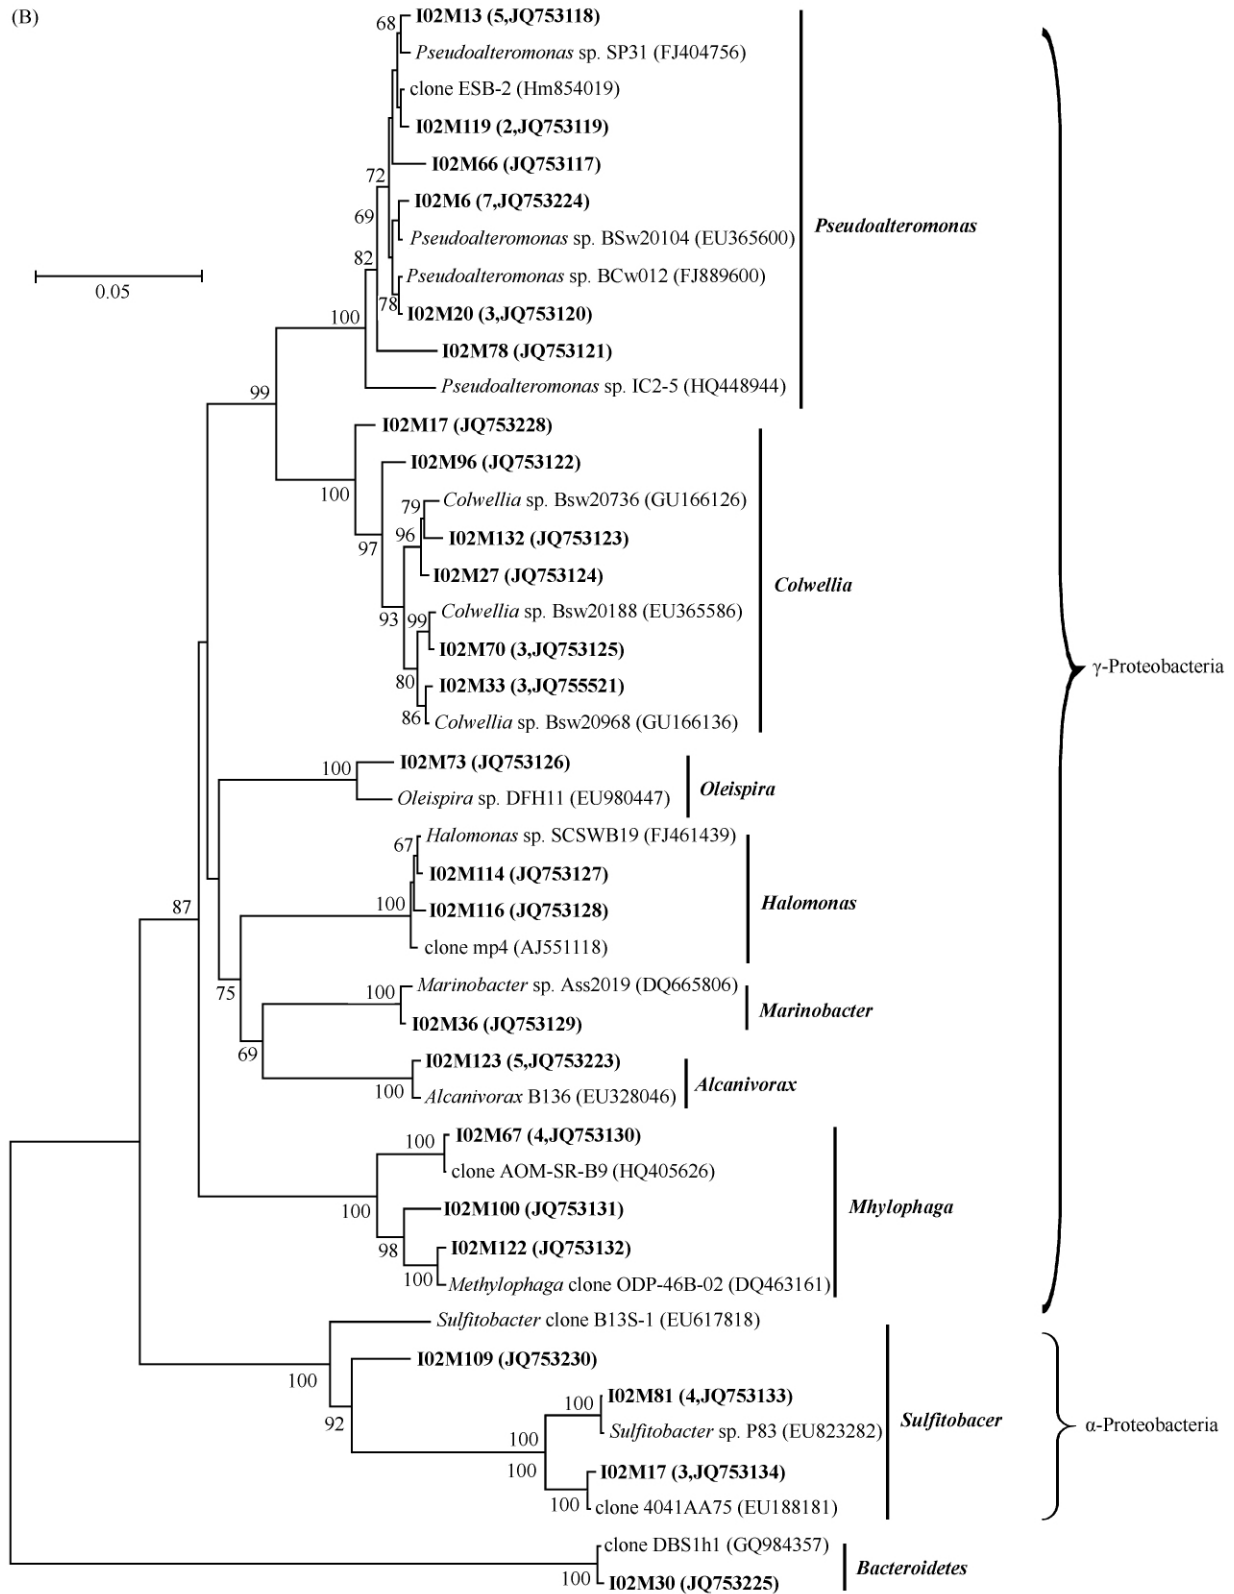 (B)
68
I02M13 (5,JQ753118)
Pseudoalteromonas sp. SP31 (FJ404756)
clone ESB-2 (Hm854019)
I02M119 (2,JQ753119)
I02M66 (JQ753117)
72
I02M6 (7,JQ753224)
69
Pseudoalteromonas sp. BSw20104 (EU365600)
Pseudoalteromonas
82
Pseudoalteromonas sp. BCw012 (FJ889600)
0.05
78
I02M20 (3,JQ753120)
100
I02M78 (JQ753121)
Pseudoalteromonas sp. IC2-5 (HQ448944)
99
I02M17 (JQ753228)
I02M96 (JQ753122)
100
79
Colwellia sp. Bsw20736 (GU166126)
96
I02M132 (JQ753123)
97
I02M27 (JQ753124)
Colwellia
93
99
Colwellia sp. Bsw20188 (EU365586)
I02M70 (3,JQ753125)
γ-Proteobacteria
80
I02M33 (3,JQ755521)
86
Colwellia sp. Bsw20968 (GU166136)
100
I02M73 (JQ753126)
Oleispira sp. DFH11 (EU980447)
Oleispira
67
Halomonas sp. SCSWB19 (FJ461439)
I02M114 (JQ753127)
100
I02M116 (JQ753128)
Halomonas
87
clone mp4 (AJ551118)
75
100
Marinobacter sp. Ass2019 (DQ665806)
I02M36 (JQ753129)
Marinobacter
69
I02M123 (5,JQ753223)
100
Alcanivorax B136 (EU328046)
Alcanivorax
100
I02M67 (4,JQ753130)
clone AOM-SR-B9 (HQ405626)
100
I02M100 (JQ753131)
Mhylophaga
98
I02M122 (JQ753132)
100
Methylophaga clone ODP-46B-02 (DQ463161)
Sulfitobacter clone B13S-1 (EU617818)
I02M109 (JQ753230)
100
I02M81 (4,JQ753133)
100
92
Sulfitobacter sp. P83 (EU823282)
Sulfitobacer
α-Proteobacteria
100
100
I02M17 (3,JQ753134)
100
clone 4041AA75 (EU188181)
clone DBS1h1 (GQ984357)
100
I02M30 (JQ753225)
Bacteroidetes